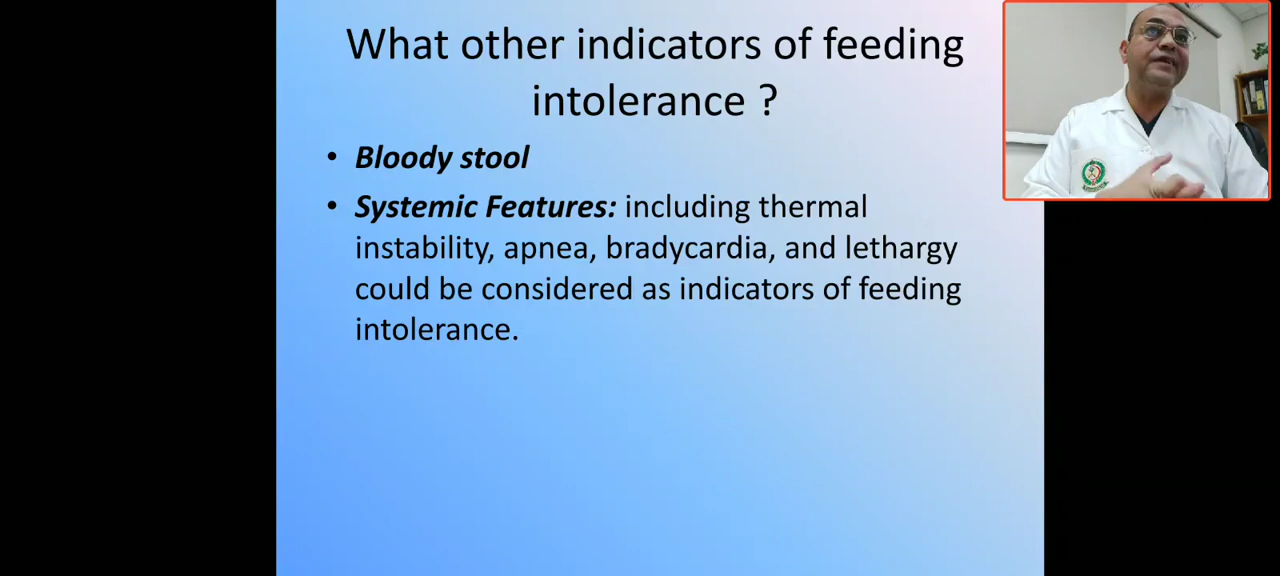 What other indicators of feeding
intolerance ?
• Bloody stool
• Systemic Features: including thermal
instability, apnea, bradycardia, and lethargy
could be considered as indicators of feeding
intolerance.